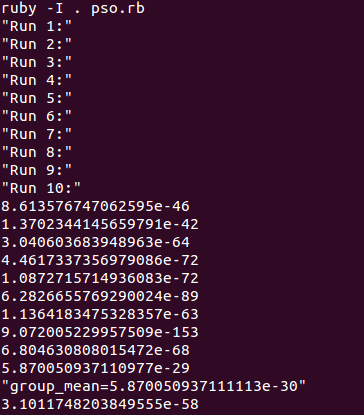 ruby -I . pso.rb
"Run 1:"
"Run 2:"
"Run 3:"
"Run 4:"
"Run 5:"
"Run 6:"
"Run 7:"
"Run 8:"
"Run 9:"
"Run 10:"
8.613576747062595e-46
1.3702344145659791e-42
3.040603683948963e-64
4.4617337356979086e-72
1.0872715714936083e-72
6.2826655769290024e-89
1.1364183475328357e-63
9.072005229957509e-153
6.804630808015472e-68
5.870050937110977e-29
"group_mean=5.870050937111113e-30"
3.1011748203849555e-58